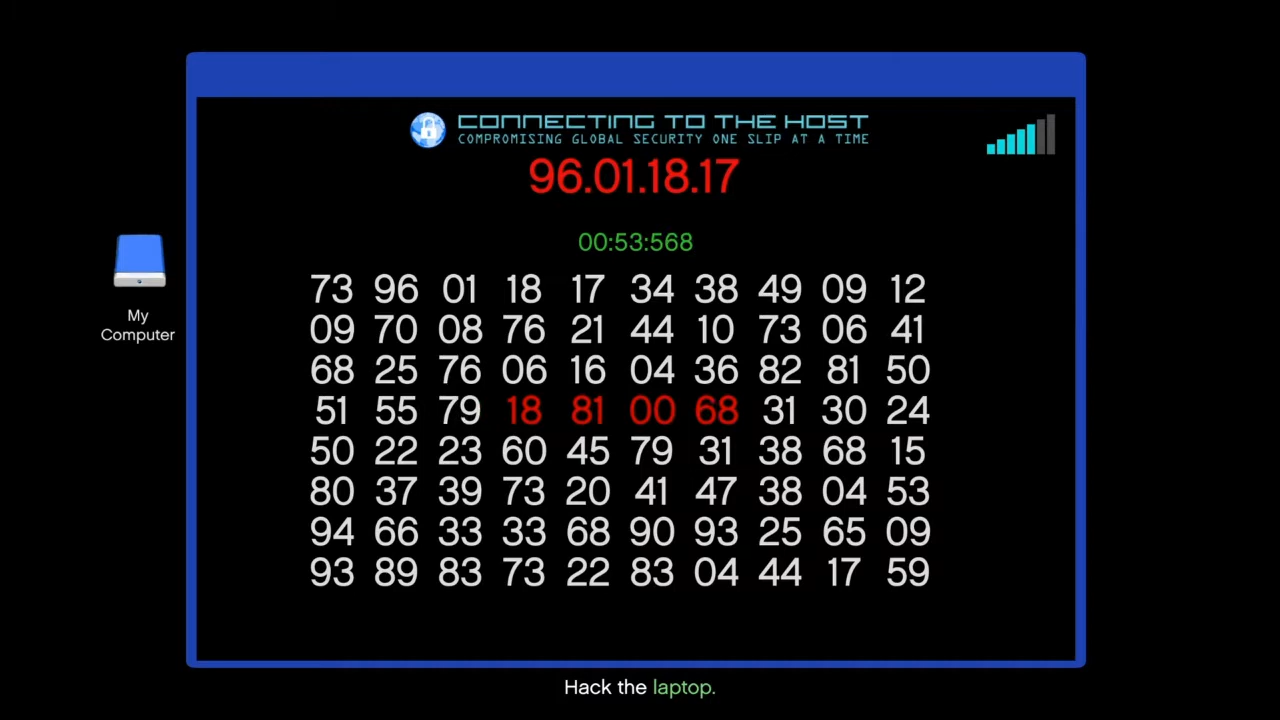 CONNECTING TO THE HOST
COMPROMISING GLOBAL SECURITY ONE SLIP AT A TIME
96.01.18.17
00:53:568
73 96 01 18 17 34 38 49 09 12
09 70 08 76 21 44 10 73 06 41
68 25 76 06 16 04 36 82 81 50
51 55 79 18 81 00 68 31 30 24
50 22 23 60 45 79 31 38 68 15
80 37 39 73 20 41 47 38 04 53
94 66 33 33 68 90 93 25 65 09
93 89 83 73 22 83 04 44 17 59
My
Computer
Hack the laptop.